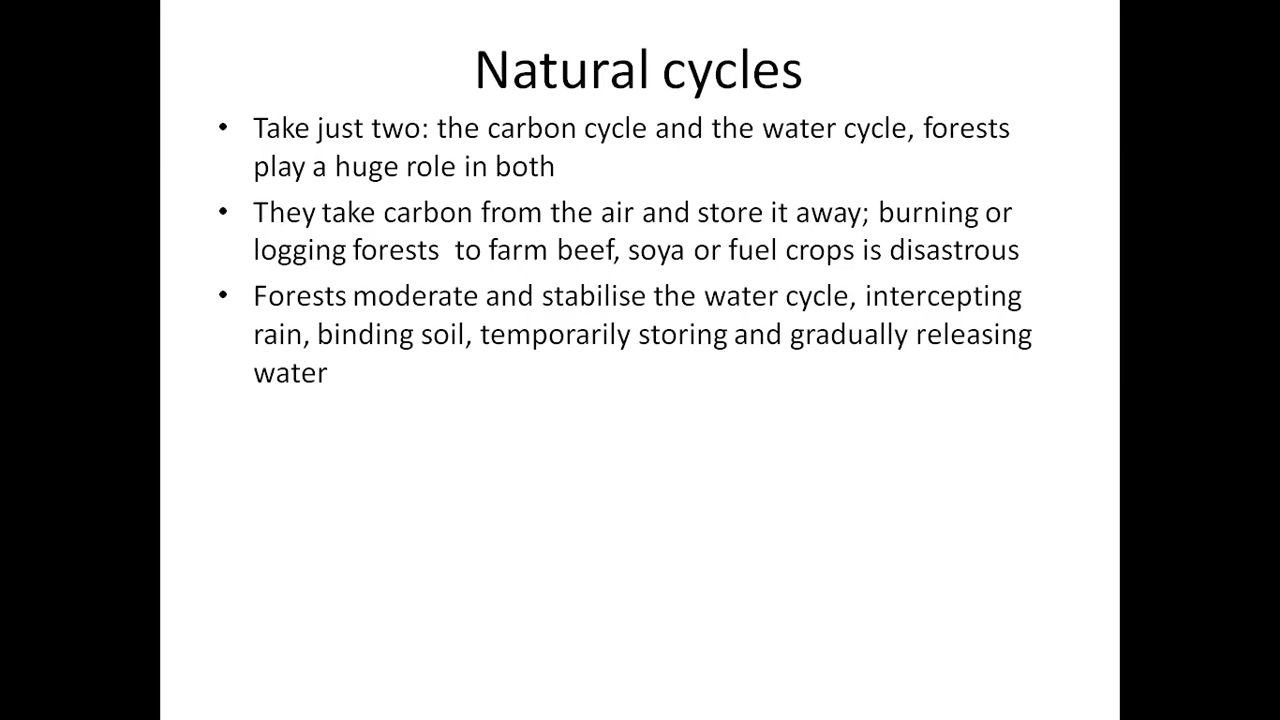 Natural cycles
• Take just two: the carbon cycle and the water cycle, forests
play a huge role in both
• They take carbon from the air and store it away; burning or
logging forests  to farm beef, soya or fuel crops is disastrous
• Forests moderate and stabilise the water cycle, intercepting
rain, binding soil, temporarily storing and gradually releasing
water